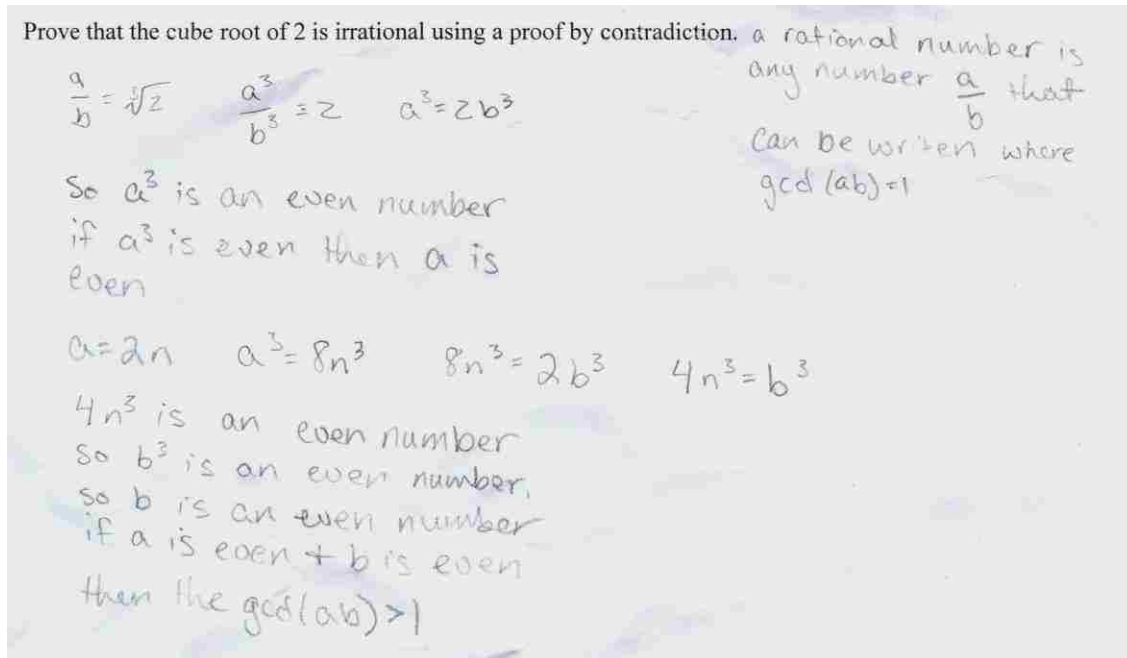 Prove that the cube root of 2 is irrational using a proof by contradiction.
a rational number is
any number a/b that
can be writen where
gcd (ab)=1
a/b = ∛2    a³/b³ = 2    a³=2b³
So a³ is an even number
if a³ is even then a is
even
a=2n    a³=8n³    8n³=2b³    4n³=b³
4n³ is an even number
so b³ is an even number,
so b is an even number
if a is even + b is even
then the gcd(ab)>1